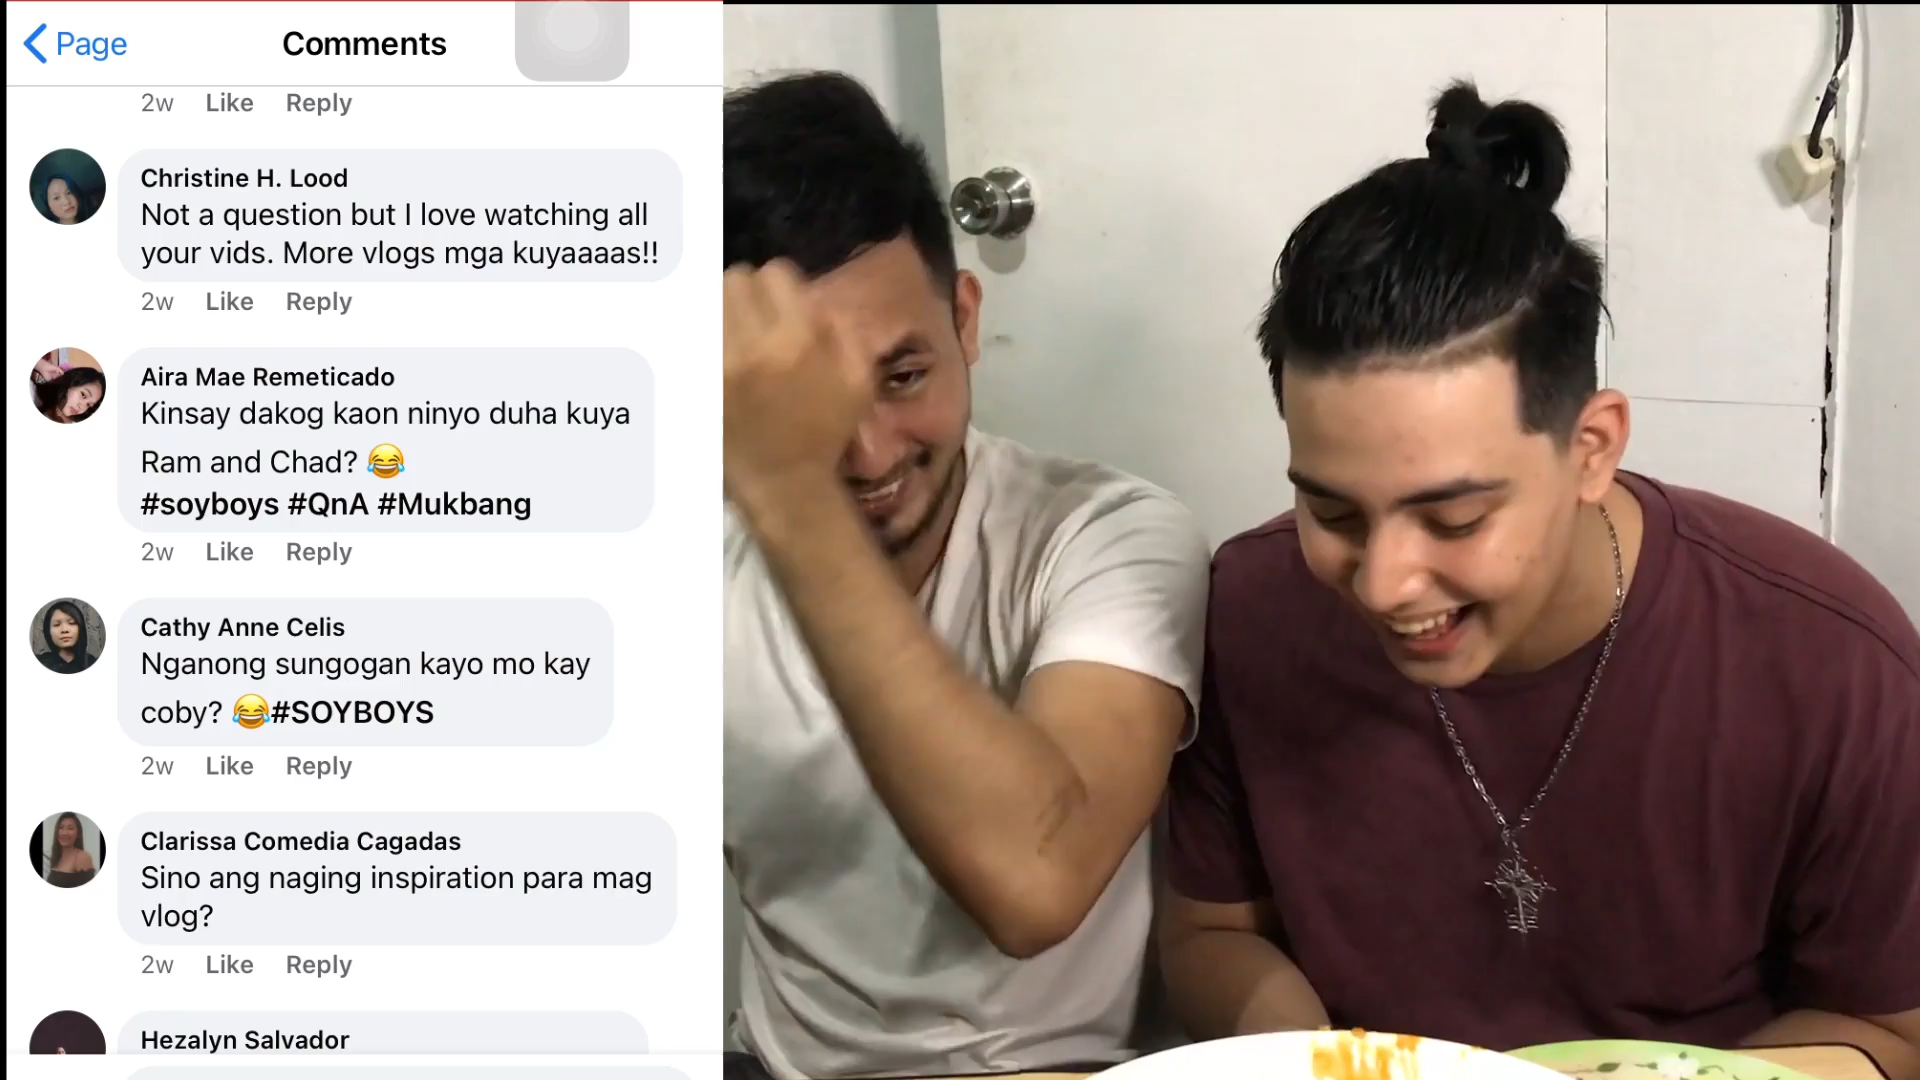 Page
Comments
2w Like Reply
Christine H. Lood
Not a question but I love watching all
your vids. More vlogs mga kuyaaaas!!
2w Like Reply
Aira Mae Remeticado
Kinsay dakog kaon ninyo duha kuya
Ram and Chad? 😂
#soyboys #QnA #Mukbang
2w Like Reply
Cathy Anne Celis
Nganong sungogan kayo mo kay
coby? 😂#SOYBOYS
2w Like Reply
Clarissa Comedia Cagadas
Sino ang naging inspiration para mag
vlog?
2w Like Reply
Hezalyn Salvador